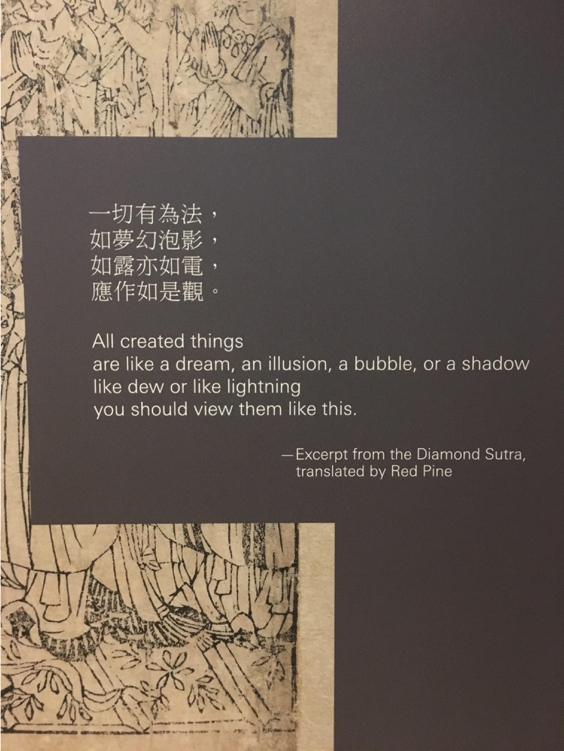 一切有為法，
如夢幻泡影，
如露亦如電，
應作如是觀。
All created things
are like a dream, an illusion, a bubble, or a shadow
like dew or like lightning
you should view them like this.
—Excerpt from the Diamond Sutra,
translated by Red Pine